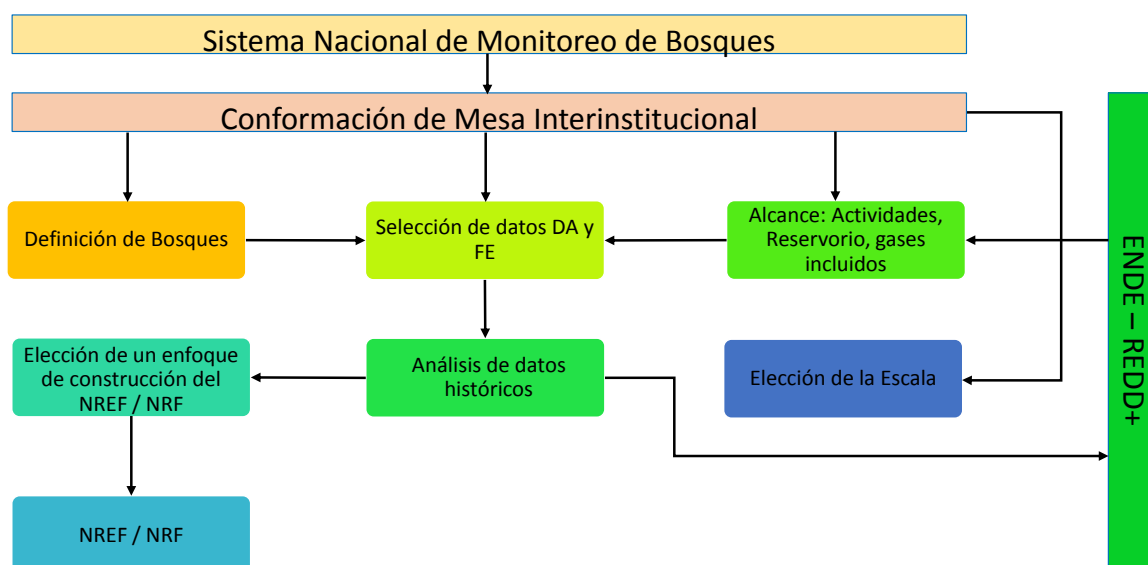 Sistema Nacional de Monitoreo de Bosques
Conformación de Mesa Interinstitucional
Definición de Bosques
Selección de datos DA y
FE
Alcance: Actividades,
Reservorio, gases
incluidos
Elección de un enfoque
de construcción del
NREF / NRF
Análisis de datos
históricos
Elección de la Escala
NREF / NRF
ENDE – REDD+